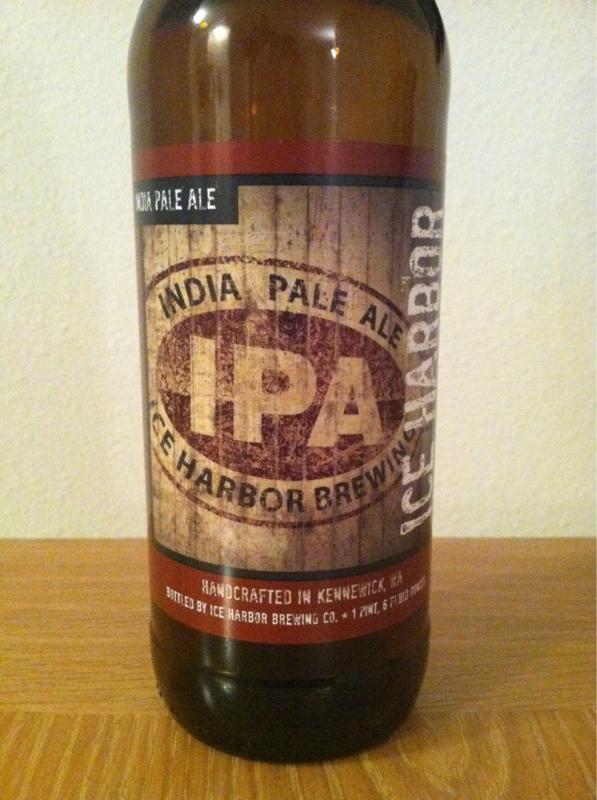 INDIA PALE ALE
INDIA PALE ALE
IPA
ICE HARBOR BREWING
ICE HARBOR
HANDCRAFTED IN KENNEWICK, WA
BOTTLED BY ICE HARBOR BREWING CO. ★ 1 PINT, 6 FLUID OUNCES